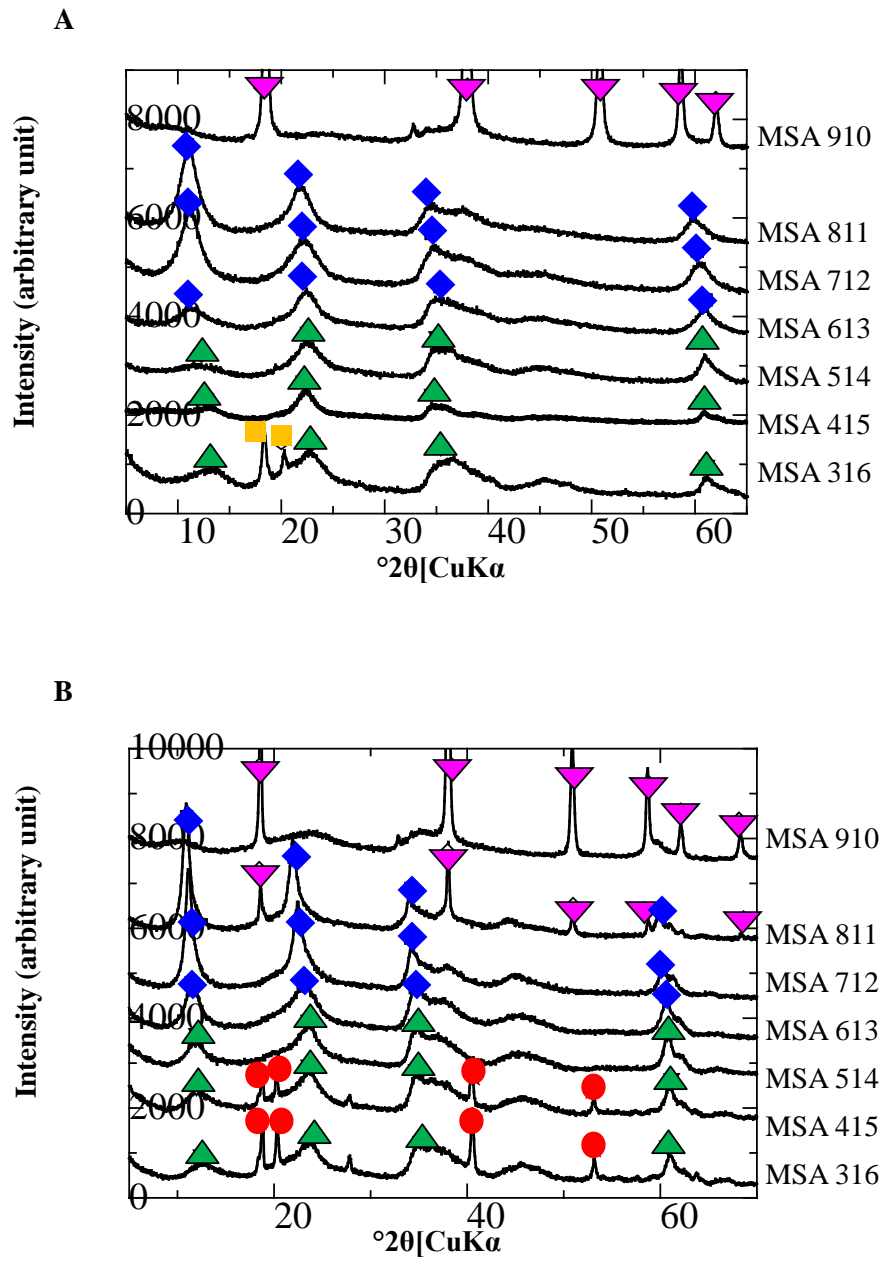 A
Intensity (arbitrary unit)
8000
6000
4000
2000
0
MSA 910
MSA 811
MSA 712
MSA 613
MSA 514
MSA 415
MSA 316
10 20 30 40 50 60
°2θ[CuKα
B
Intensity (arbitrary unit)
10000
8000
6000
4000
2000
0
MSA 910
MSA 811
MSA 712
MSA 613
MSA 514
MSA 415
MSA 316
20 40 60
°2θ[CuKα